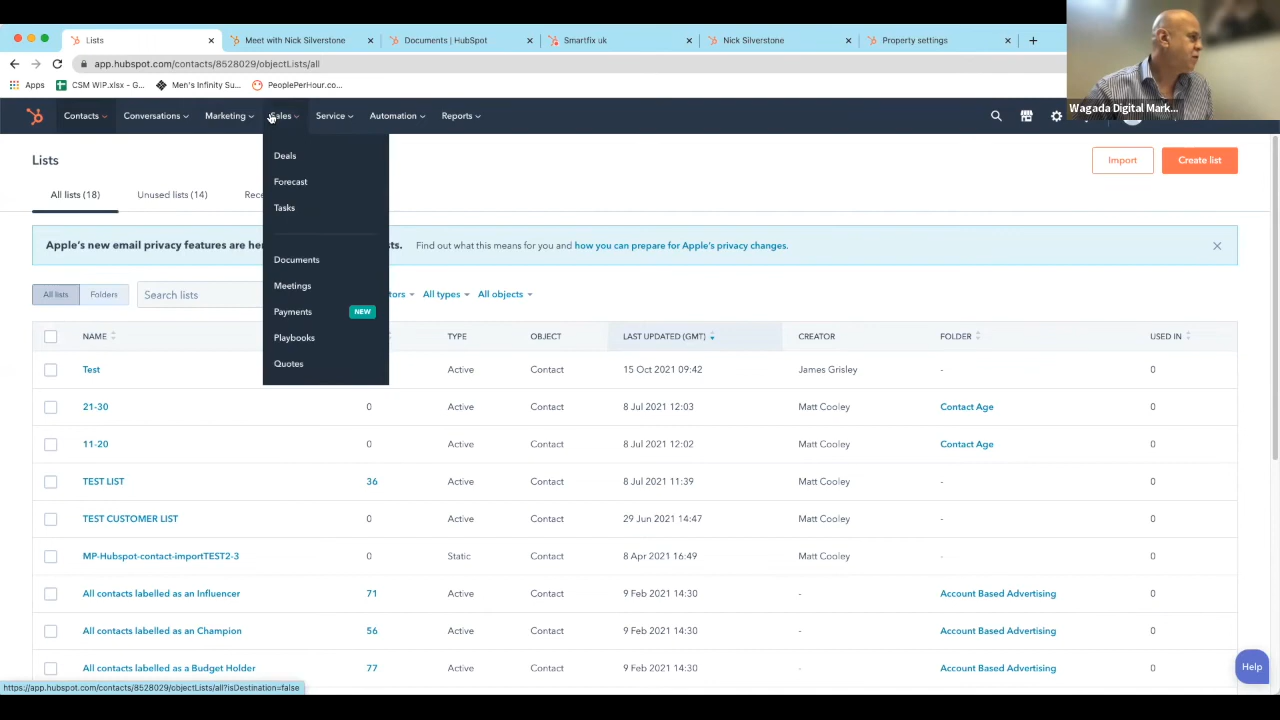 Lists
Meet with Nick Silverstone
Documents | HubSpot
Smartfix uk
Nick Silverstone
Property settings
app.hubspot.com/contacts/8528029/objectLists/all
Apps
CSM WIP.xlsx - G...
Men's Infinity Su...
PeoplePerHour.co...
Wagada Digital Mark...
Contacts
Conversations
Marketing
Sales
Service
Automation
Reports
Lists
Import
Create list
Deals
Forecast
Tasks
Documents
Meetings
Payments NEW
Playbooks
Quotes
All lists (18)
Unused lists (14)
Rece
Apple's new email privacy features are her
sts.
Find out what this means for you and how you can prepare for Apple's privacy changes.
All lists
Folders
Search lists
tors
All types
All objects
NAME TYPE OBJECT LAST UPDATED (GMT) CREATOR FOLDER USED IN
Test Active Contact 15 Oct 2021 09:42 James Grisley - 0
21-30 0 Active Contact 8 Jul 2021 12:03 Matt Cooley Contact Age 0
11-20 0 Active Contact 8 Jul 2021 12:02 Matt Cooley Contact Age 0
TEST LIST 36 Active Contact 8 Jul 2021 11:39 Matt Cooley - 0
TEST CUSTOMER LIST 0 Active Contact 29 Jun 2021 14:47 Matt Cooley - 0
MP-Hubspot-contact-importTEST2-3 0 Static Contact 8 Apr 2021 16:49 Matt Cooley - 0
All contacts labelled as an Influencer 71 Active Contact 9 Feb 2021 14:30 - Account Based Advertising 0
All contacts labelled as an Champion 56 Active Contact 9 Feb 2021 14:30 - Account Based Advertising 0
All contacts labelled as a Budget Holder 77 Active Contact 9 Feb 2021 14:30 - Account Based Advertising 0
Help
https://app.hubspot.com/contacts/8528029/objectLists/all?isDestination=false